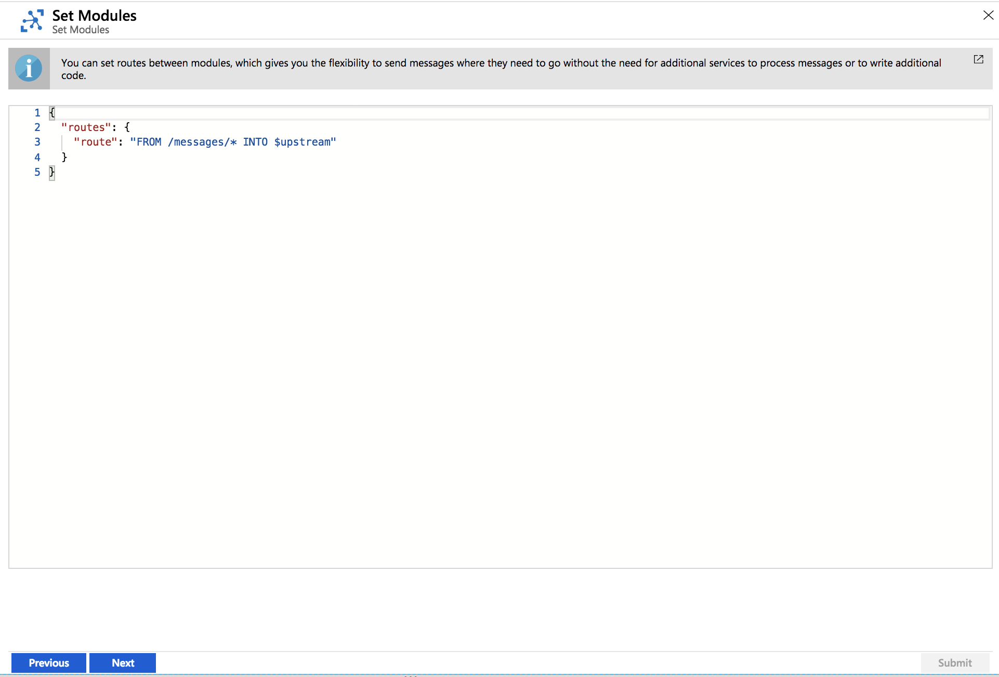 Set Modules
Set Modules
You can set routes between modules, which gives you the flexibility to send messages where they need to go without the need for additional services to process messages or to write additional
code.
1 {
2   "routes": {
3     "route": "FROM /messages/* INTO $upstream"
4   }
5 }
Previous Next Submit